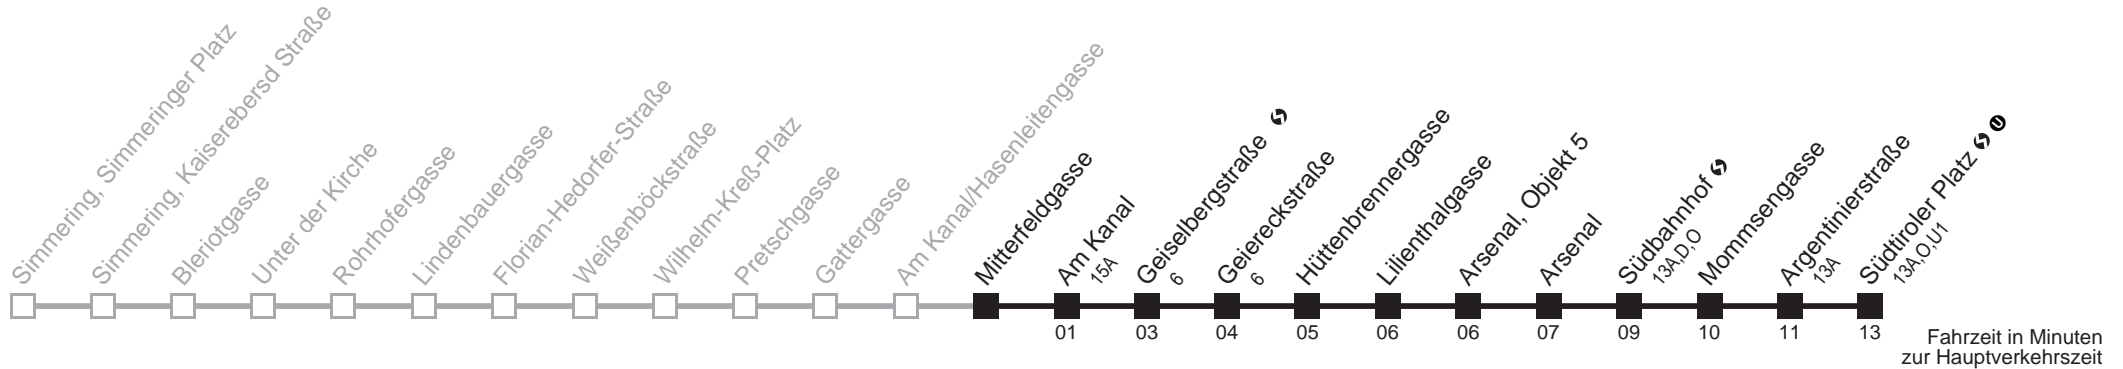 Simmering, Simmeringer Platz
Simmering, Kaiserebersd Straße
Bleriotgasse
Unter der Kirche
Rohrhofergasse
Lindenbauergasse
Florian-Hedorfer-Straße
Weißenböckstraße
Wilhelm-Kreß-Platz
Pretschgasse
Gattergasse
Am Kanal/Hasenleitengasse
Mitterfeldgasse
Am Kanal
15A
Geiselbergstraße
6
Geiereckstraße
6
Hüttenbrennergasse
Lilienthalgasse
Arsenal, Objekt 5
Arsenal
Südbahnhof
13A,D,O
Mommsengasse
Argentinierstraße
13A
Südtiroler Platz U
13A,O,U1
01 03 04 05 06 06 07 09 10 11 13
Fahrzeit in Minuten
zur Hauptverkehrszeit